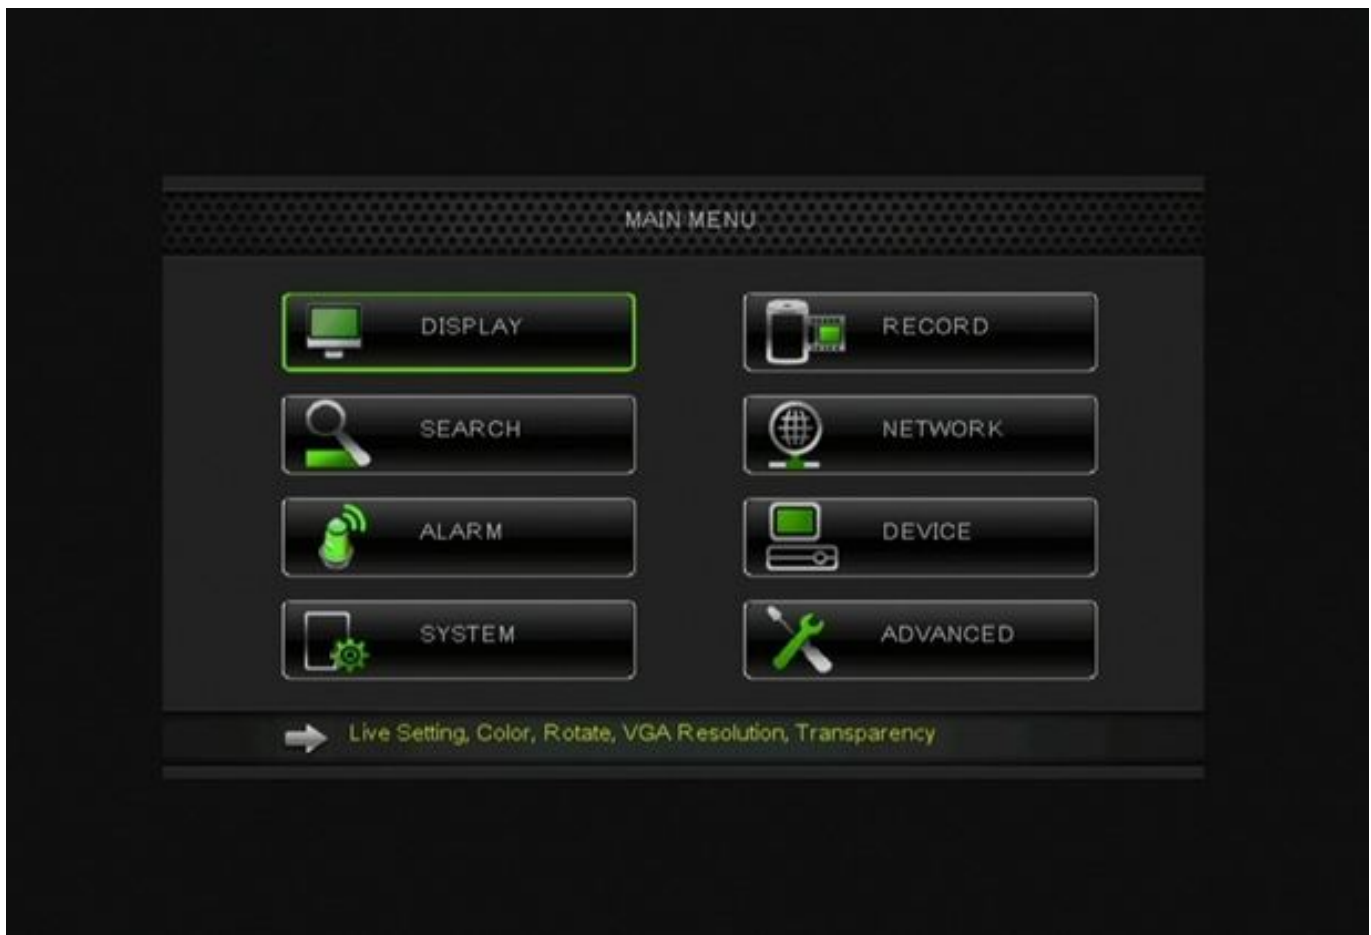 MAIN MENU
DISPLAY
RECORD
SEARCH
NETWORK
ALARM
DEVICE
SYSTEM
ADVANCED
Live Setting, Color, Rotate, VGA Resolution, Transparency